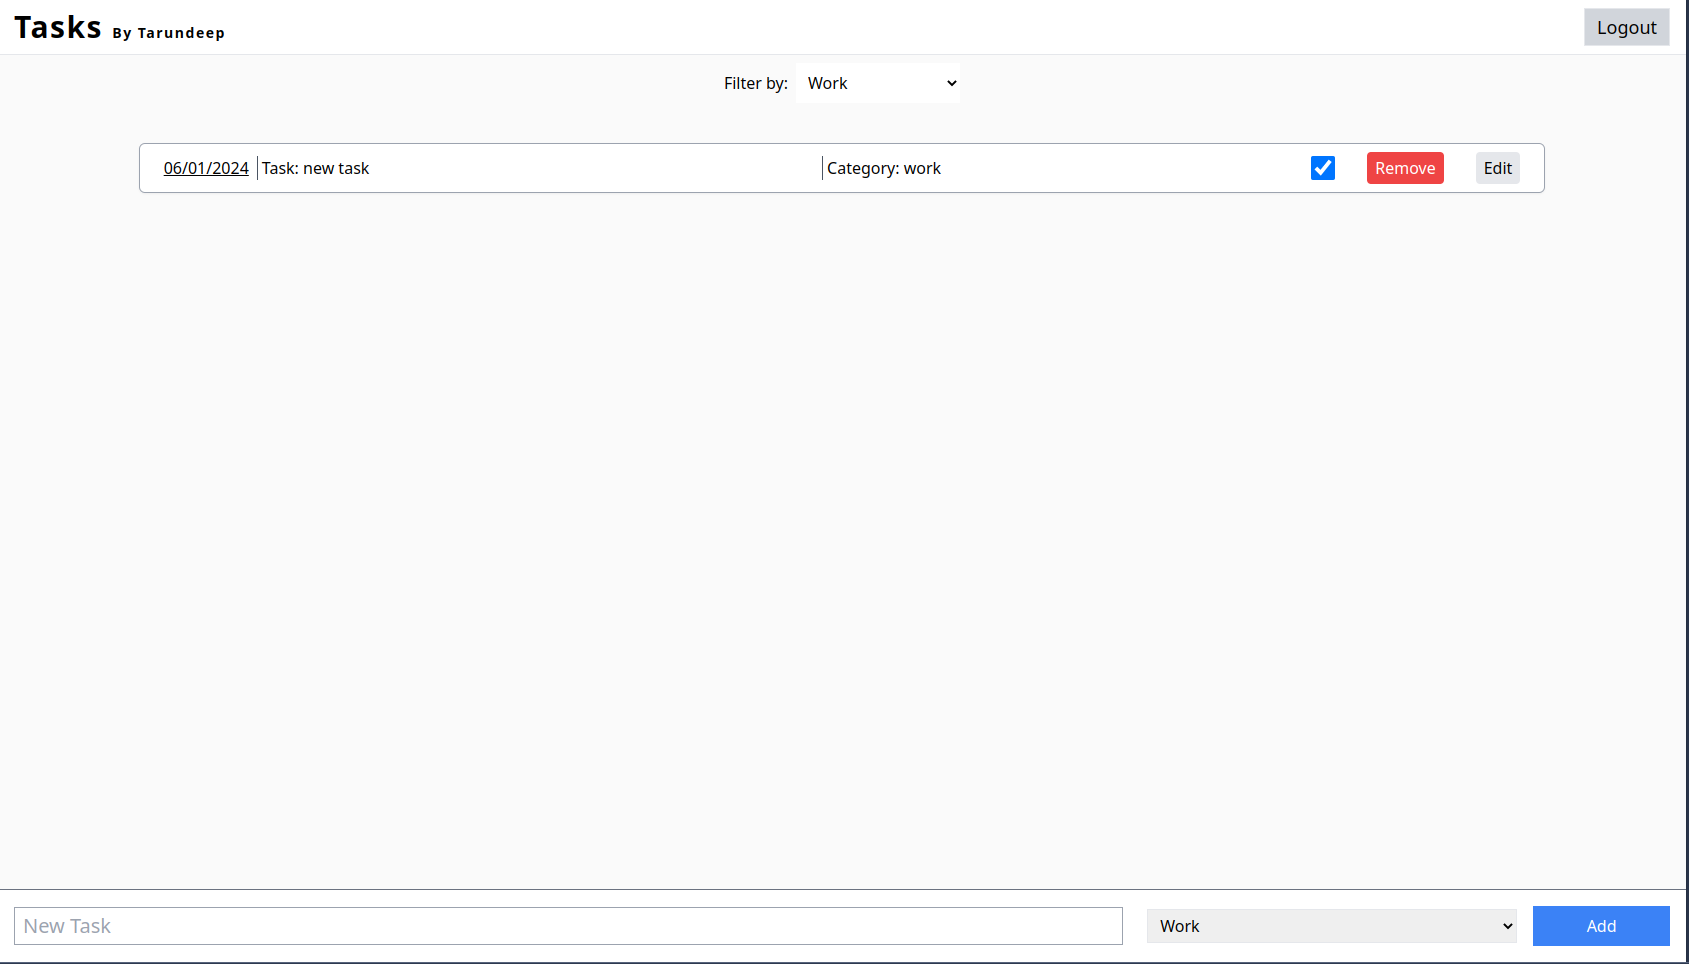 Tasks By Tarundeep Logout
Filter by: Work
06/01/2024 Task: new task Category: work Remove Edit
New Task Work Add